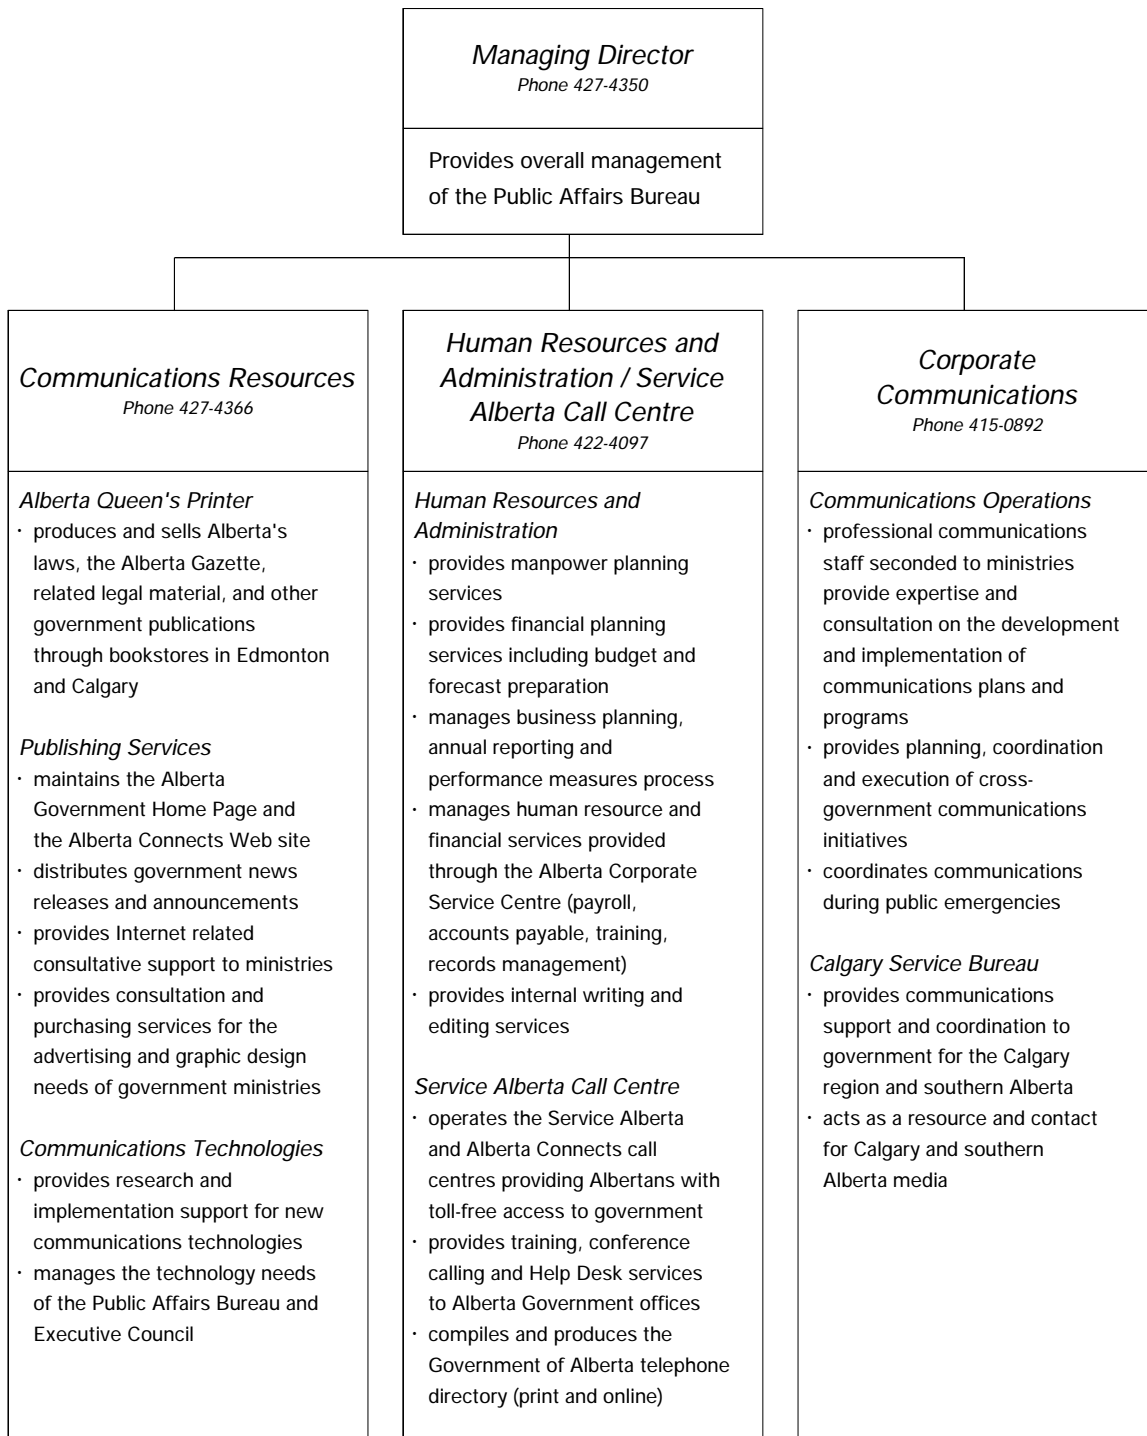 Managing Director
Phone 427-4350
Provides overall management
of the Public Affairs Bureau
Communications Resources
Phone 427-4366
Alberta Queen's Printer
· produces and sells Alberta's
laws, the Alberta Gazette,
related legal material, and other
government publications
through bookstores in Edmonton
and Calgary
Publishing Services
· maintains the Alberta
Government Home Page and
the Alberta Connects Web site
· distributes government news
releases and announcements
· provides Internet related
consultative support to ministries
· provides consultation and
purchasing services for the
advertising and graphic design
needs of government ministries
Communications Technologies
· provides research and
implementation support for new
communications technologies
· manages the technology needs
of the Public Affairs Bureau and
Executive Council
Human Resources and
Administration / Service
Alberta Call Centre
Phone 422-4097
Human Resources and
Administration
· provides manpower planning
services
· provides financial planning
services including budget and
forecast preparation
· manages business planning,
annual reporting and
performance measures process
· manages human resource and
financial services provided
through the Alberta Corporate
Service Centre (payroll,
accounts payable, training,
records management)
· provides internal writing and
editing services
Service Alberta Call Centre
· operates the Service Alberta
and Alberta Connects call
centres providing Albertans with
toll-free access to government
· provides training, conference
calling and Help Desk services
to Alberta Government offices
· compiles and produces the
Government of Alberta telephone
directory (print and online)
Corporate
Communications
Phone 415-0892
Communications Operations
· professional communications
staff seconded to ministries
provide expertise and
consultation on the development
and implementation of
communications plans and
programs
· provides planning, coordination
and execution of cross-
government communications
initiatives
· coordinates communications
during public emergencies
Calgary Service Bureau
· provides communications
support and coordination to
government for the Calgary
region and southern Alberta
· acts as a resource and contact
for Calgary and southern
Alberta media